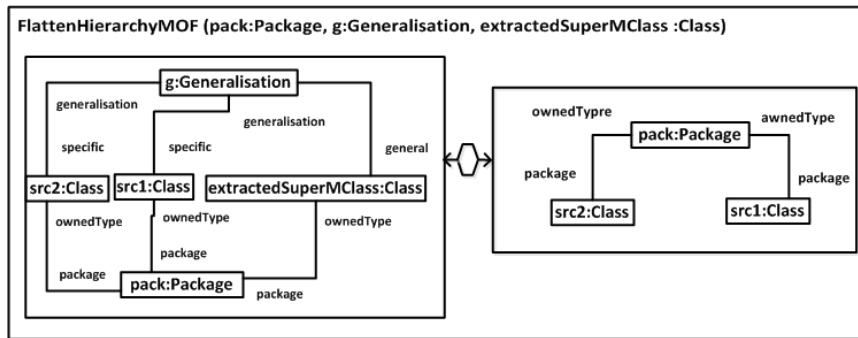 FlattenHierarchyMOF (pack:Package, g:Generalisation, extractedSuperMClass :Class)
g:Generalisation
generalisation
generalisation
specific
specific
general
src2:Class
src1:Class
extractedSuperMClass:Class
ownedType
ownedType
ownedType
package
package
pack:Package
package
ownedTypre
awnedType
pack:Package
package
package
src2:Class
src1:Class